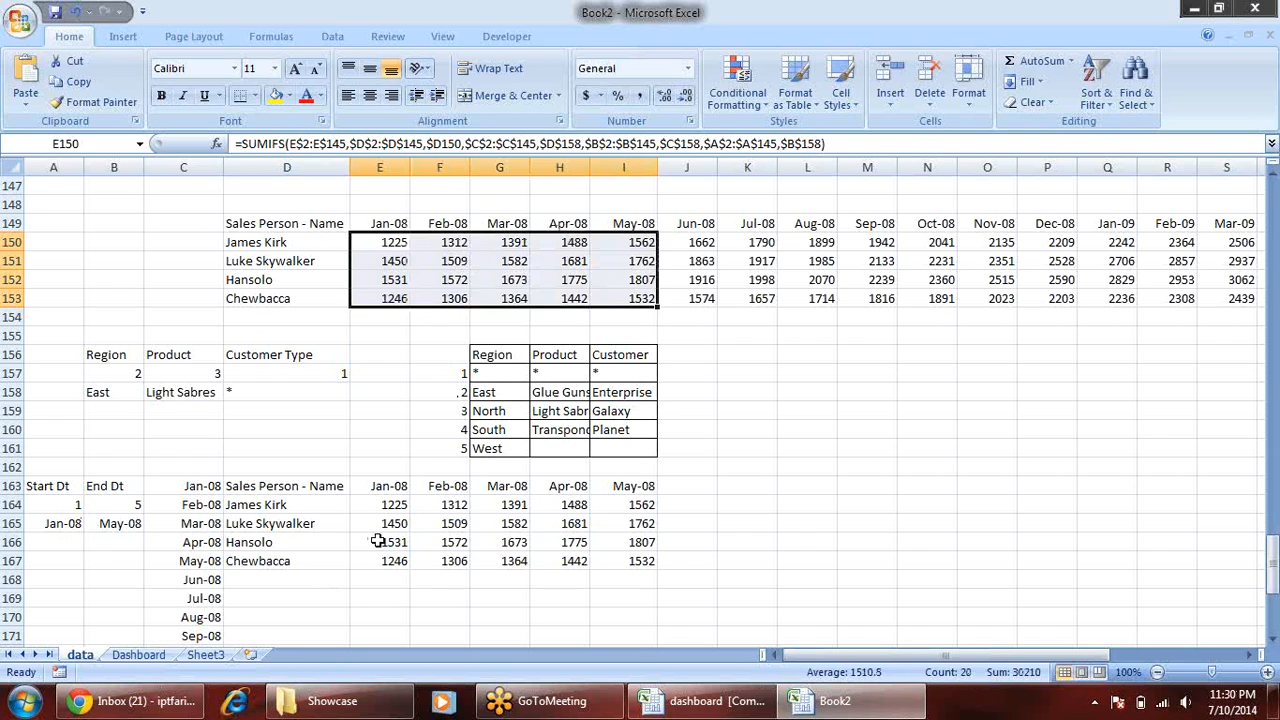 Book2 - Microsoft Excel
Home Insert Page Layout Formulas Data Review View Developer
Paste Cut Copy Format Painter Clipboard
Calibri 11 Font
Wrap Text Merge & Center Alignment
General Number
Conditional Formatting Format as Table Cell Styles Styles
Insert Delete Format Cells
AutoSum Fill Clear Sort & Filter Find & Select Editing
E150 fx =SUMIFS(E$2:E$145,$D$2:$D$145,$D150,$C$2:$C$145,$D$158,$B$2:$B$145,$C$158,$A$2:$A$145,$B$158)
A B C D E F G H I J K L M N O P Q R S
147
148
149 Sales Person - Name Jan-08 Feb-08 Mar-08 Apr-08 May-08 Jun-08 Jul-08 Aug-08 Sep-08 Oct-08 Nov-08 Dec-08 Jan-09 Feb-09 Mar-09
150 James Kirk 1225 1312 1391 1488 1562 1662 1790 1899 1942 2041 2135 2209 2242 2364 2506
151 Luke Skywalker 1450 1509 1582 1681 1762 1863 1917 1985 2133 2231 2351 2528 2706 2857 2937
152 Hansolo 1531 1572 1673 1775 1807 1916 1998 2070 2239 2360 2515 2590 2829 2953 3062
153 Chewbacca 1246 1306 1364 1442 1532 1574 1657 1714 1816 1891 2023 2203 2236 2308 2439
154
155
156 Region Product Customer Type Region Product Customer
157 2 3 1 1 * * *
158 East Light Sabres * 2 East Glue Guns Enterprise
159 3 North Light Sabr Galaxy
160 4 South Transpond Planet
161 5 West
162
163 Start Dt End Dt Jan-08 Sales Person - Name Jan-08 Feb-08 Mar-08 Apr-08 May-08
164 1 5 Feb-08 James Kirk 1225 1312 1391 1488 1562
165 Jan-08 May-08 Mar-08 Luke Skywalker 1450 1509 1582 1681 1762
166 Apr-08 Hansolo 1531 1572 1673 1775 1807
167 May-08 Chewbacca 1246 1306 1364 1442 1532
168 Jun-08
169 Jul-08
170 Aug-08
171 Sep-08
data Dashboard Sheet3
Ready Average: 1510.5 Count: 20 Sum: 30210 100%
Inbox (21) - iptfari... Showcase GoToMeeting dashboard [Com... Book2 11:30 PM
7/10/2014